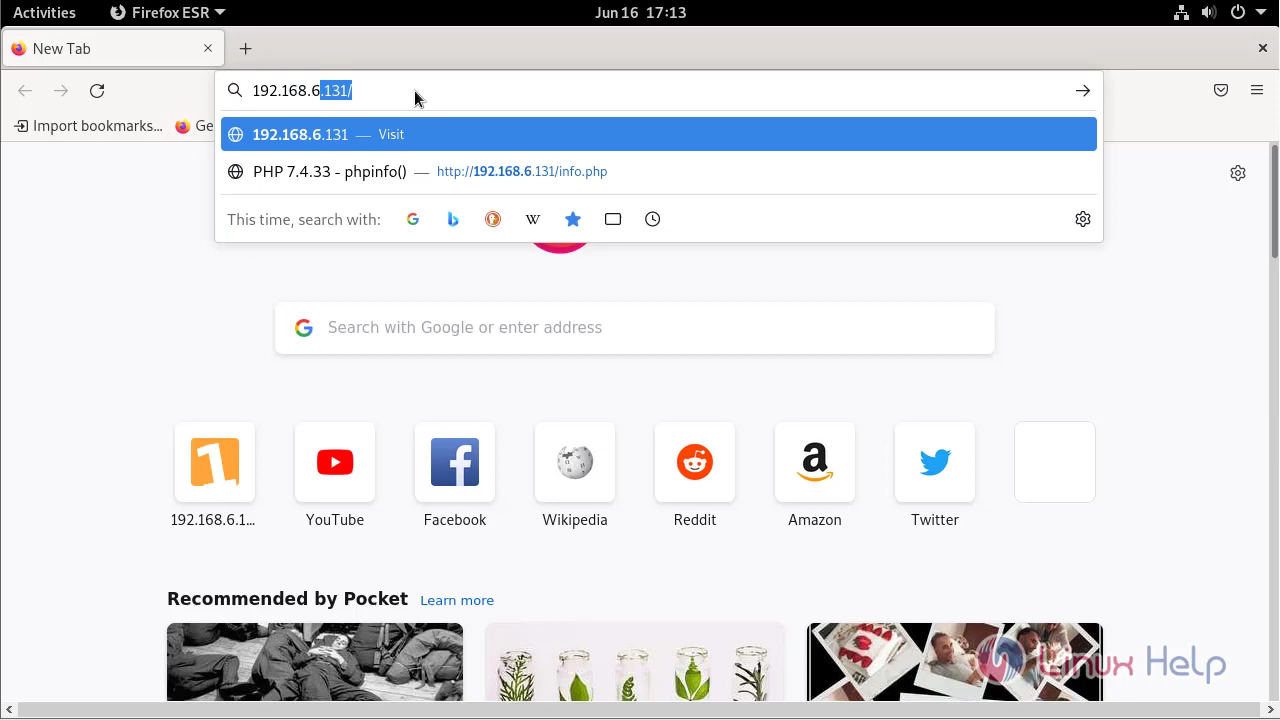 Activities Firefox ESR Jun 16 17:13
New Tab
192.168.6.131/
Import bookmarks... Ge
192.168.6.131 — Visit
PHP 7.4.33 - phpinfo() — http://192.168.6.131/info.php
This time, search with:
Search with Google or enter address
192.168.6.1... YouTube Facebook Wikipedia Reddit Amazon Twitter
Recommended by Pocket Learn more
Linux Help